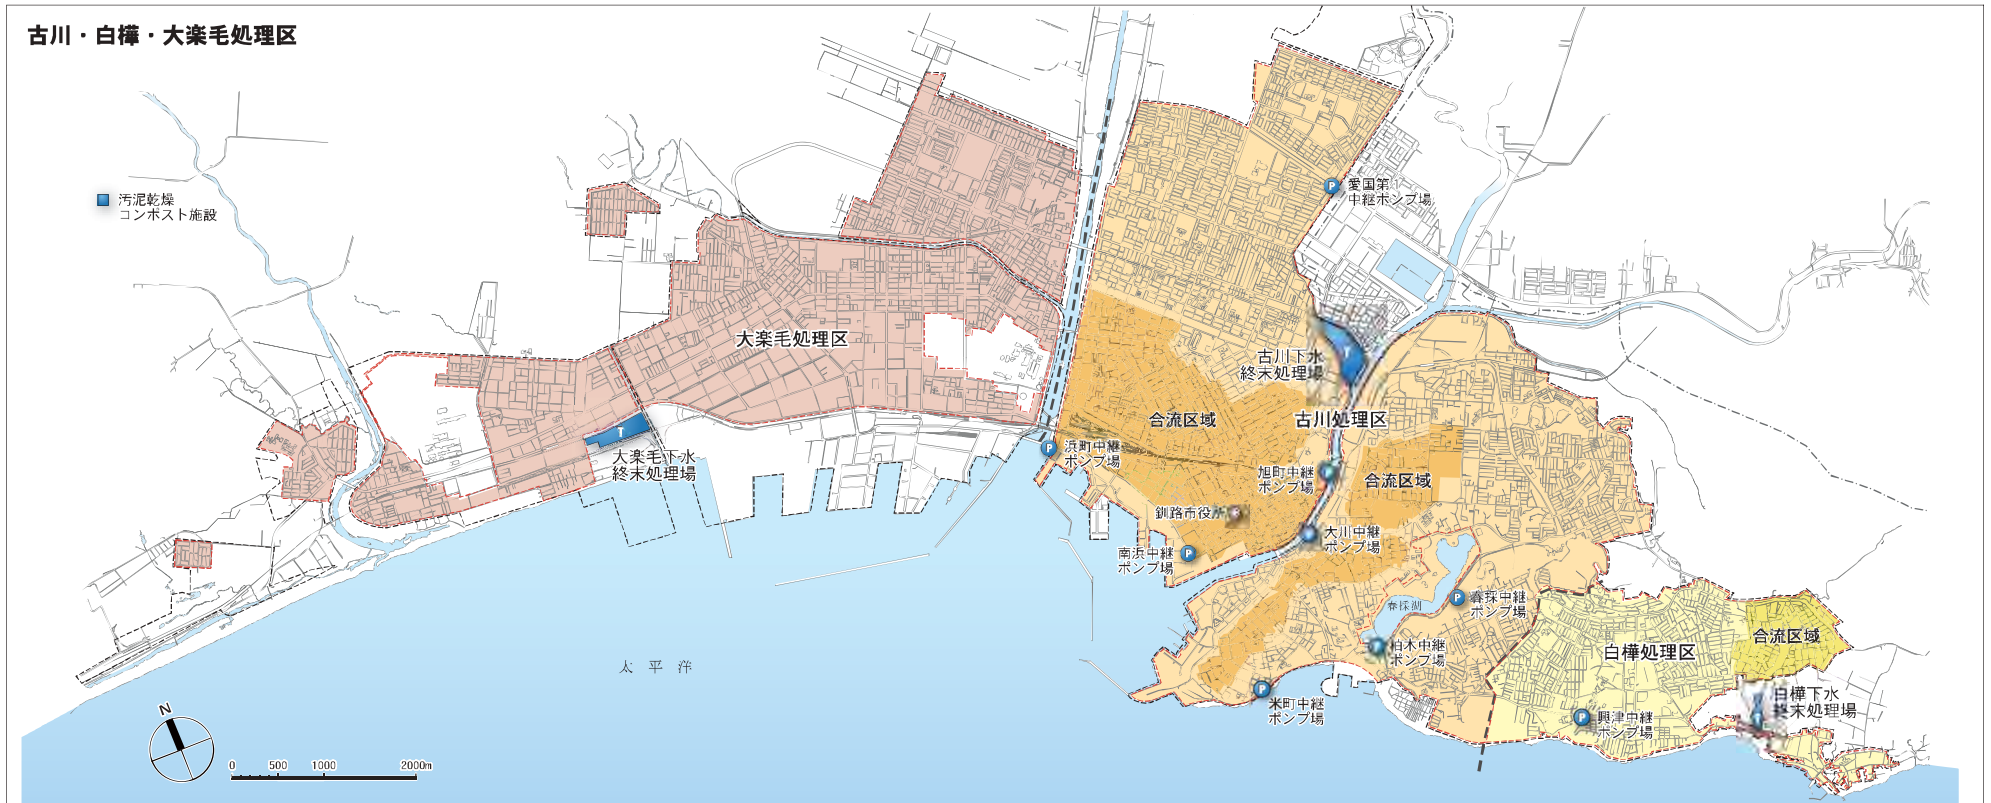 古川・白樺・大楽毛処理区
汚泥乾燥
コンポスト施設
愛国第1
中継ポンプ場
大楽毛処理区
古川下水
終末処理場
合流区域
古川処理区
大楽毛下水
終末処理場
浜町中継
ポンプ場
旭町中継
ポンプ場
合流区域
釧路市役所
大川中継
ポンプ場
南浜中継
ポンプ場
春採湖
春採中継
ポンプ場
合流区域
白樺処理区
柏木中継
ポンプ場
太平洋
米町中継
ポンプ場
白樺下水
終末処理場
興津中継
ポンプ場
N
0 500 1000 2000m
P
P
P
P
P
P
P
T
T